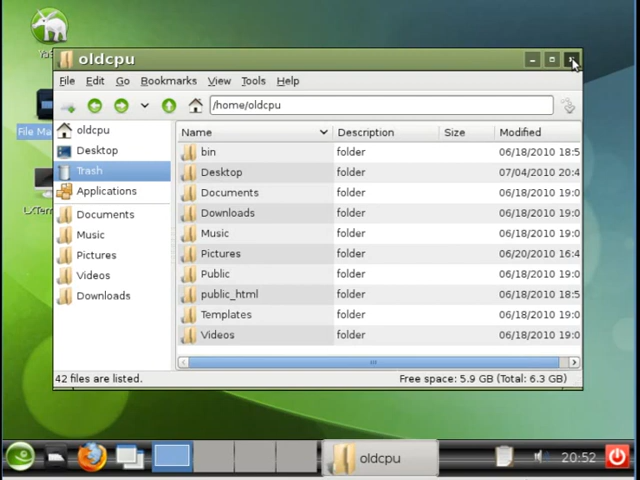 oldcpu
File Edit Go Bookmarks View Tools Help
/home/oldcpu
oldcpu
Desktop
Trash
Applications
Documents
Music
Pictures
Videos
Downloads
Name Description Size Modified
bin folder 06/18/2010 18:5
Desktop folder 07/04/2010 20:4
Documents folder 06/18/2010 19:0
Downloads folder 06/18/2010 19:0
Music folder 06/18/2010 19:0
Pictures folder 06/20/2010 16:4
Public folder 06/18/2010 19:0
public_html folder 06/18/2010 18:5
Templates folder 06/18/2010 19:0
Videos folder 06/18/2010 19:0
42 files are listed. Free space: 5.9 GB (Total: 6.3 GB)
File Ma
LXTer
oldcpu 20:52